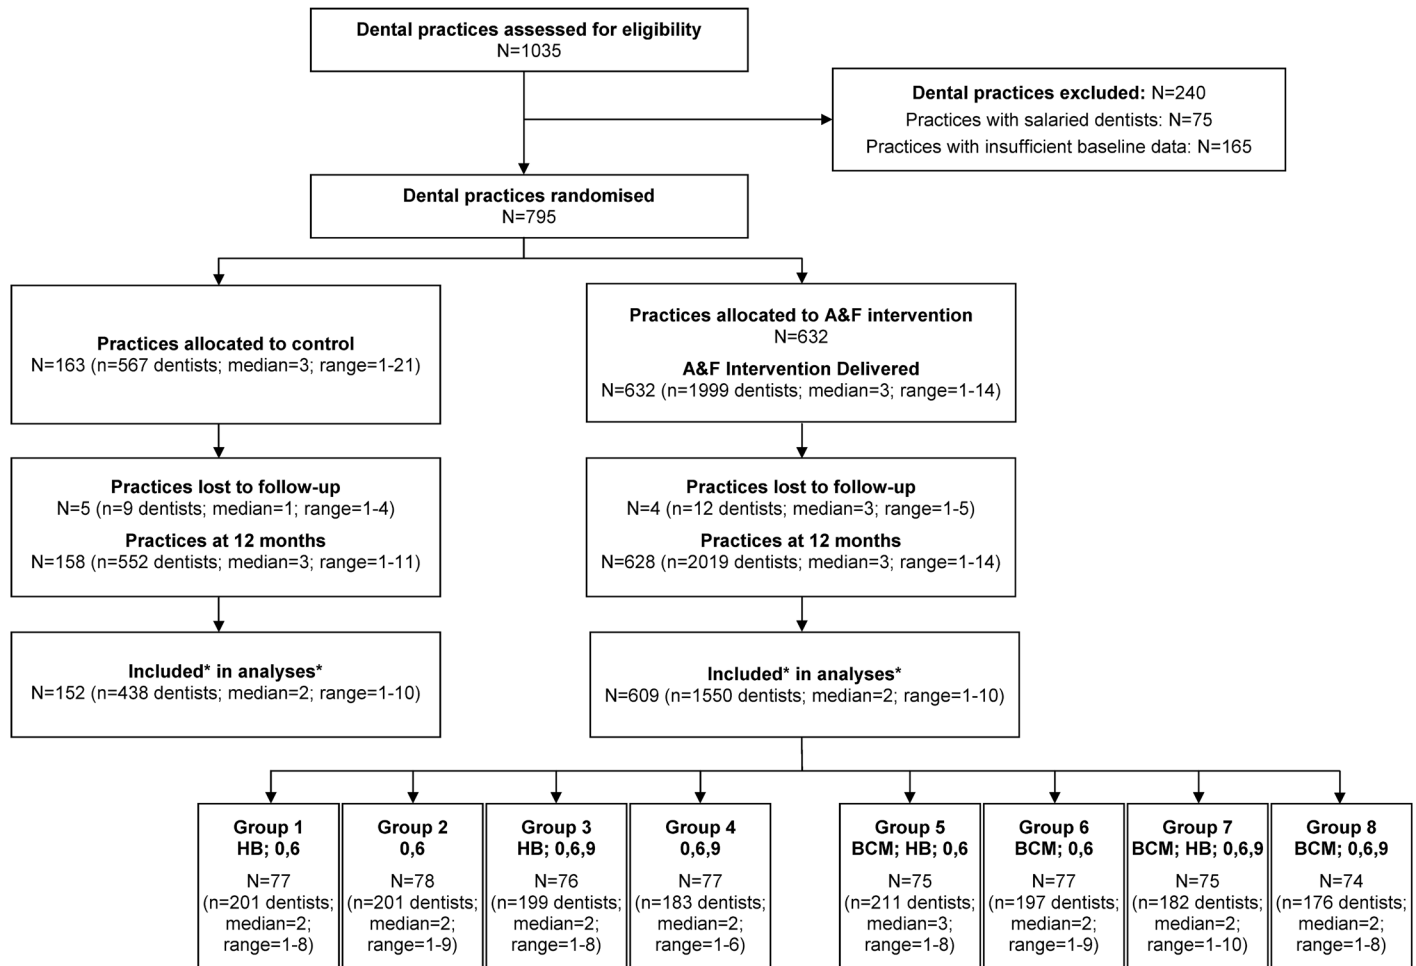 Dental practices assessed for eligibility
N=1035
Dental practices excluded: N=240
Practices with salaried dentists: N=75
Practices with insufficient baseline data: N=165
Dental practices randomised
N=795
Practices allocated to control
N=163 (n=567 dentists; median=3; range=1-21)
Practices allocated to A&F intervention
N=632
A&F Intervention Delivered
N=632 (n=1999 dentists; median=3; range=1-14)
Practices lost to follow-up
N=5 (n=9 dentists; median=1; range=1-4)
Practices at 12 months
N=158 (n=552 dentists; median=3; range=1-11)
Practices lost to follow-up
N=4 (n=12 dentists; median=3; range=1-5)
Practices at 12 months
N=628 (n=2019 dentists; median=3; range=1-14)
Included* in analyses*
N=152 (n=438 dentists; median=2; range=1-10)
Included* in analyses*
N=609 (n=1550 dentists; median=2; range=1-10)
Group 1
HB; 0,6
N=77
(n=201 dentists;
median=2;
range=1-8)
Group 2
0,6
N=78
(n=201 dentists;
median=2;
range=1-9)
Group 3
HB; 0,6,9
N=76
(n=199 dentists;
median=2;
range=1-8)
Group 4
0,6,9
N=77
(n=183 dentists;
median=2;
range=1-6)
Group 5
BCM; HB; 0,6
N=75
(n=211 dentists;
median=3;
range=1-8)
Group 6
BCM; 0,6
N=77
(n=197 dentists;
median=2;
range=1-9)
Group 7
BCM; HB; 0,6,9
N=75
(n=182 dentists;
median=2;
range=1-10)
Group 8
BCM; 0,6,9
N=74
(n=176 dentists;
median=2;
range=1-8)